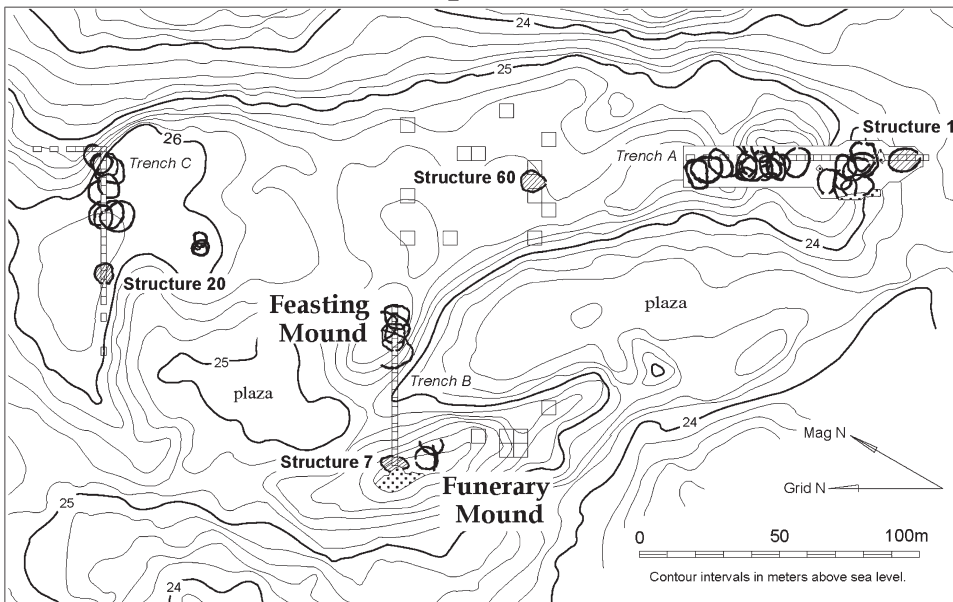 24
25
26
Structure 1
Trench C
Trench A
Structure 60
24
Structure 20
Feasting
Mound
plaza
25
plaza
Trench B
24
Mag N
Structure 7
Funerary
Mound
Grid N
25
0 50 100m
24
Contour intervals in meters above sea level.